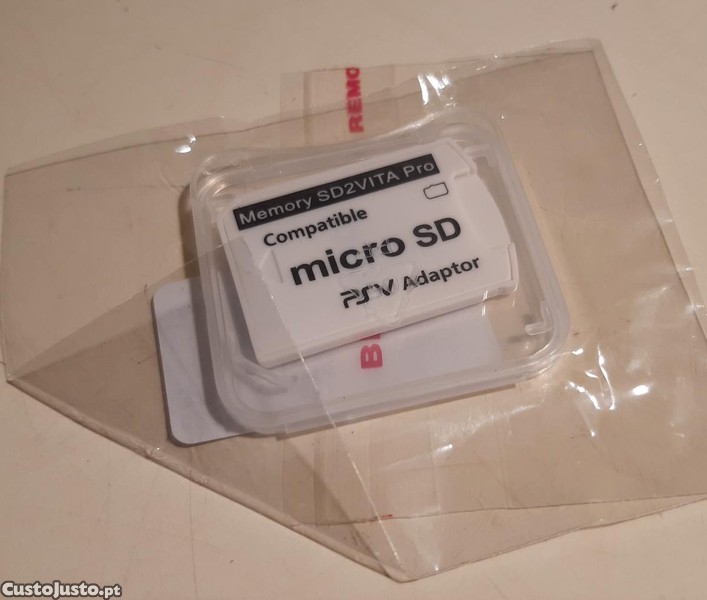 REMO
Memory SD2VITA Pro
Compatible
micro SD
PSV Adaptor
B
CustoJusto.pt